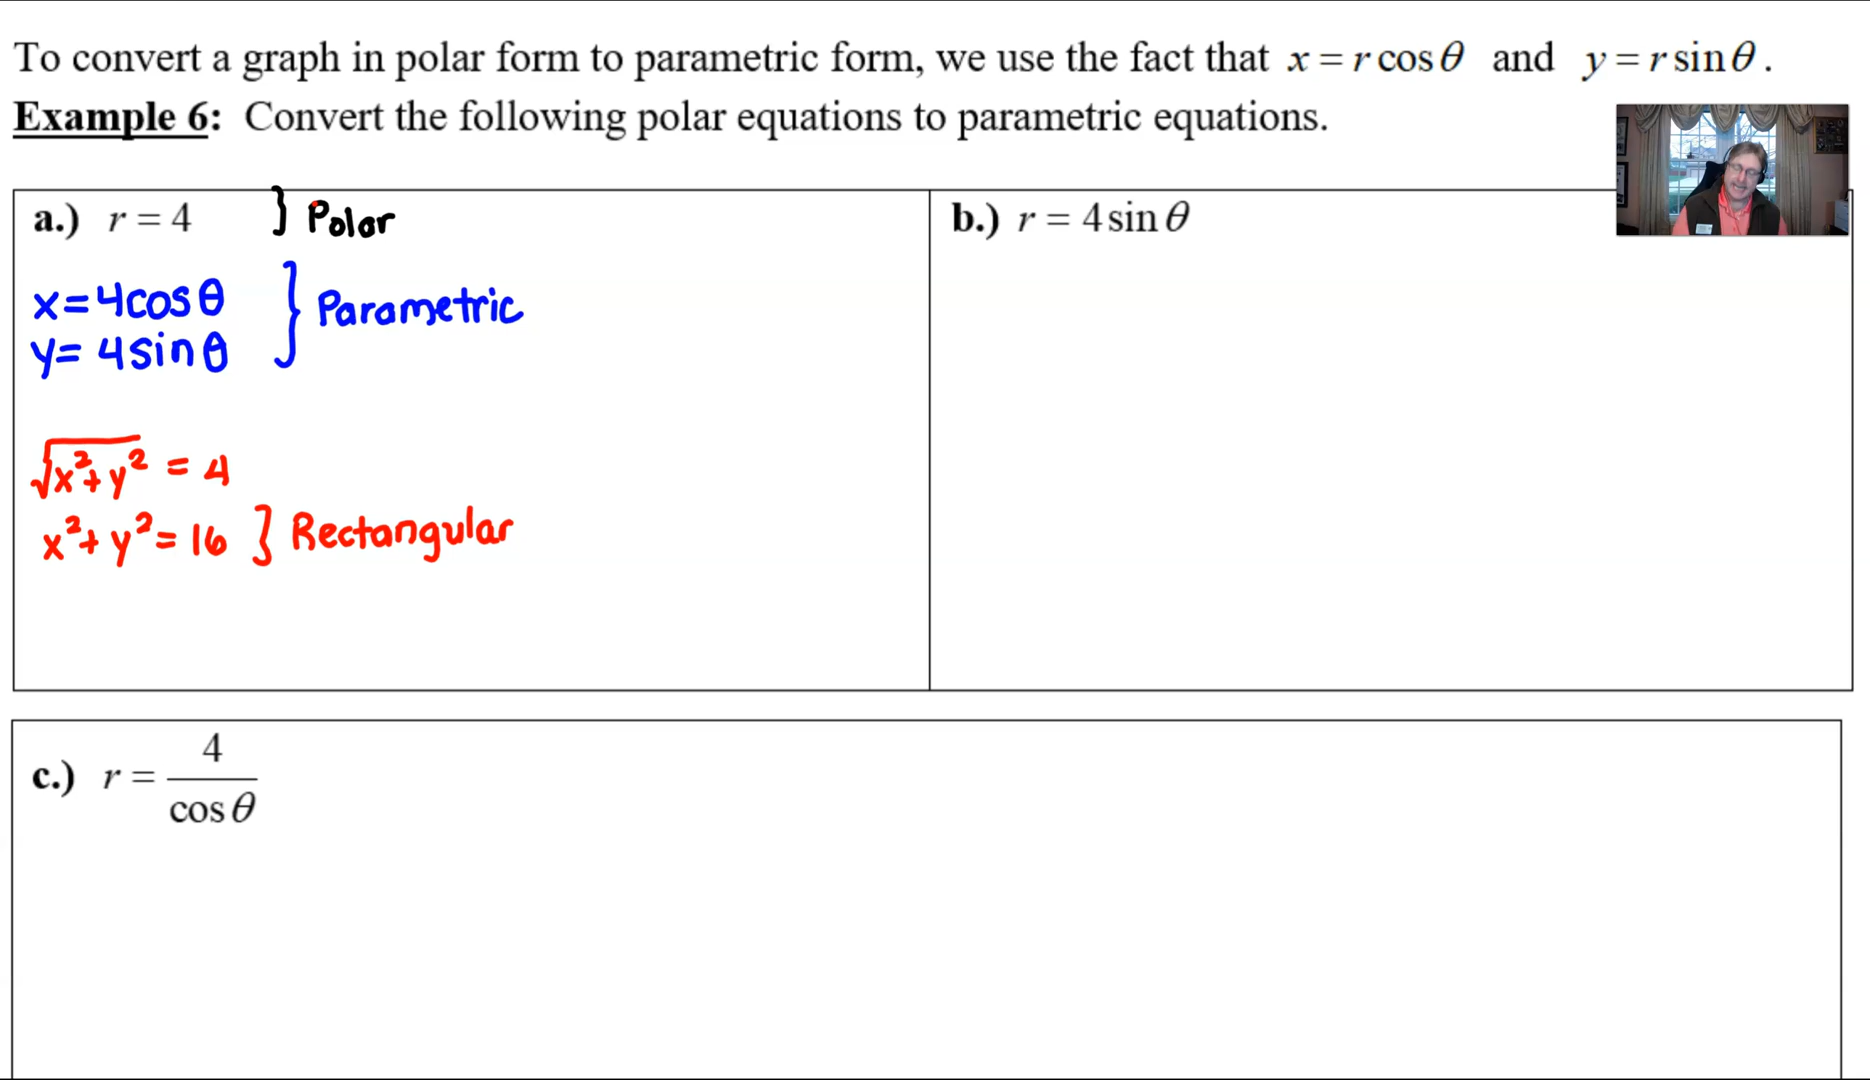 To convert a graph in polar form to parametric form, we use the fact that x = r cos θ and y = r sin θ.
Example 6: Convert the following polar equations to parametric equations.
a.) r = 4 } Polar
x = 4cosθ
y = 4sinθ } Parametric
√(x²+y²) = 4
x²+y² = 16 } Rectangular
b.) r = 4 sin θ
c.) r = 4 / cos θ